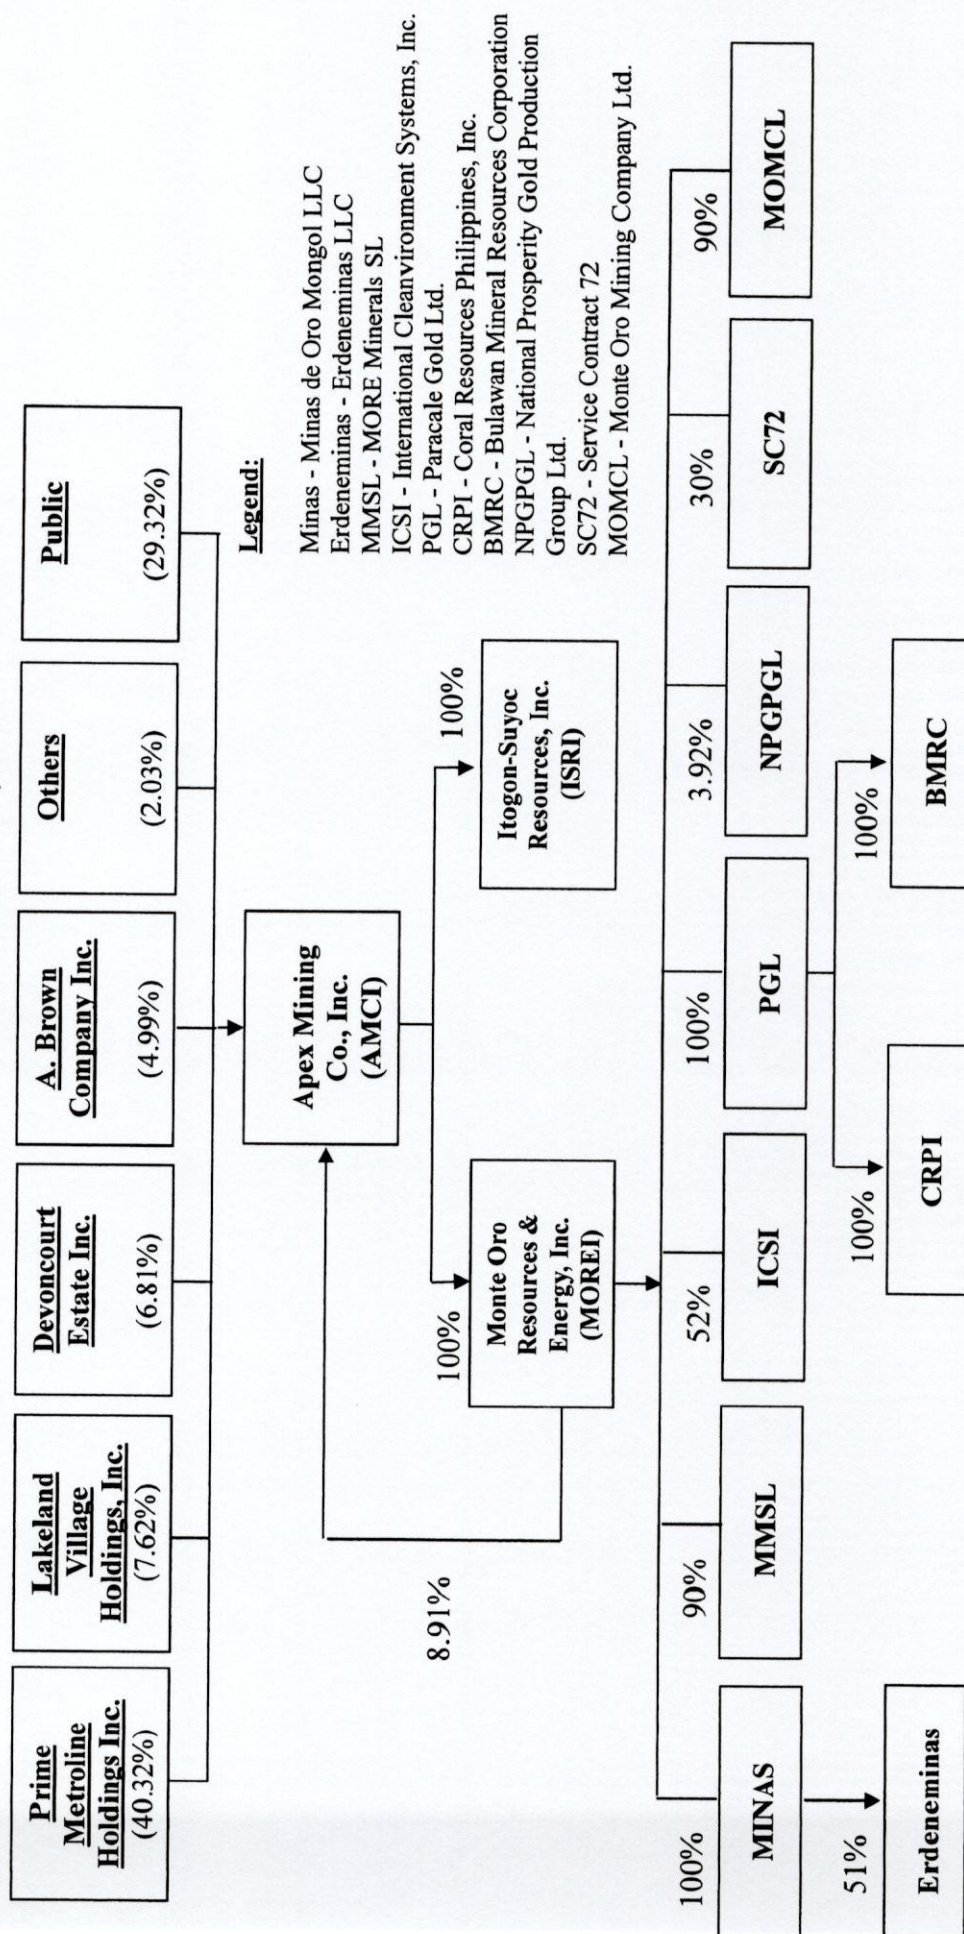 Prime
Metroline
Holdings Inc.
(40.32%)
Lakeland
Village
Holdings, Inc.
(7.62%)
Devoncourt
Estate Inc.
(6.81%)
A. Brown
Company Inc.
(4.99%)
Others
(2.03%)
Public
(29.32%)
Apex Mining
Co., Inc.
(AMCI)
Legend:
Minas - Minas de Oro Mongol LLC
Erdeneminas - Erdeneminas LLC
MMSL - MORE Minerals SL
ICSI - International Cleanvironment Systems, Inc.
PGL - Paracale Gold Ltd.
CRPI - Coral Resources Philippines, Inc.
BMRC - Bulawan Mineral Resources Corporation
NPGPGL - National Prosperity Gold Production
Group Ltd.
SC72 - Service Contract 72
MOMCL - Monte Oro Mining Company Ltd.
8.91%
100%
Monte Oro
Resources &
Energy, Inc.
(MOREI)
100%
Itogon-Suyoc
Resources, Inc.
(ISRI)
100%
MINAS
90%
MMSL
52%
ICSI
100%
PGL
3.92%
NPGPGL
30%
SC72
90%
MOMCL
51%
Erdeneminas
100%
CRPI
100%
BMRC